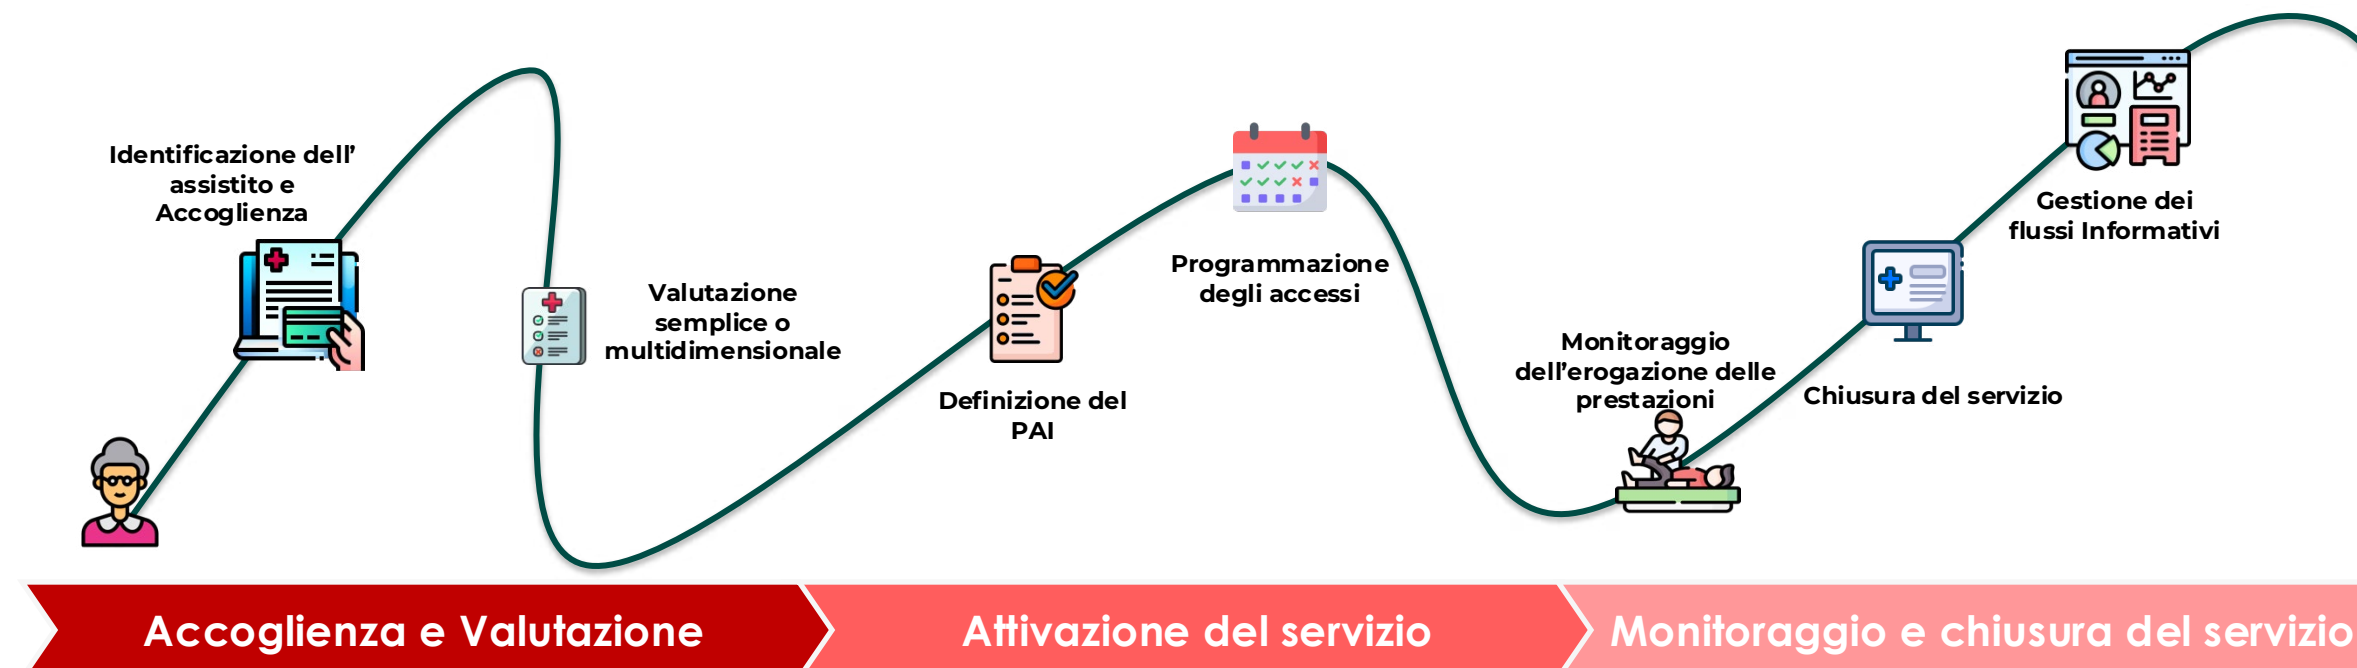 Identificazione dell’
assistito e
Accoglienza
Valutazione
semplice o
multidimensionale
Definizione del
PAI
Programmazione
degli accessi
Monitoraggio
dell’erogazione delle
prestazioni
Chiusura del servizio
Gestione dei
flussi Informativi
Accoglienza e Valutazione
Attivazione del servizio
Monitoraggio e chiusura del servizio